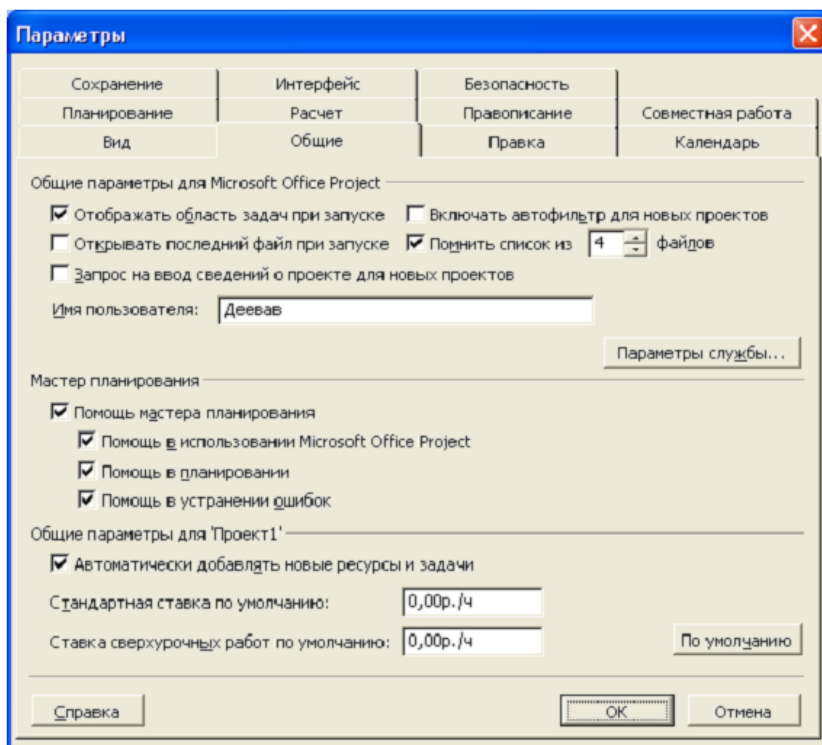 Параметры
Сохранение Интерфейс Безопасность
Планирование Расчет Правописание Совместная работа
Вид Общие Правка Календарь
Общие параметры для Microsoft Office Project
Отображать область задач при запуске Включать автофильтр для новых проектов
Открывать последний файл при запуске Помнить список из 4 файлов
Запрос на ввод сведений о проекте для новых проектов
Имя пользователя: Деевав
Параметры службы...
Мастер планирования
Помощь мастера планирования
Помощь в использовании Microsoft Office Project
Помощь в планировании
Помощь в устранении ошибок
Общие параметры для 'Проект1'
Автоматически добавлять новые ресурсы и задачи
Стандартная ставка по умолчанию: 0,00р./ч
Ставка сверхурочных работ по умолчанию: 0,00р./ч По умолчанию
Справка ОК Отмена